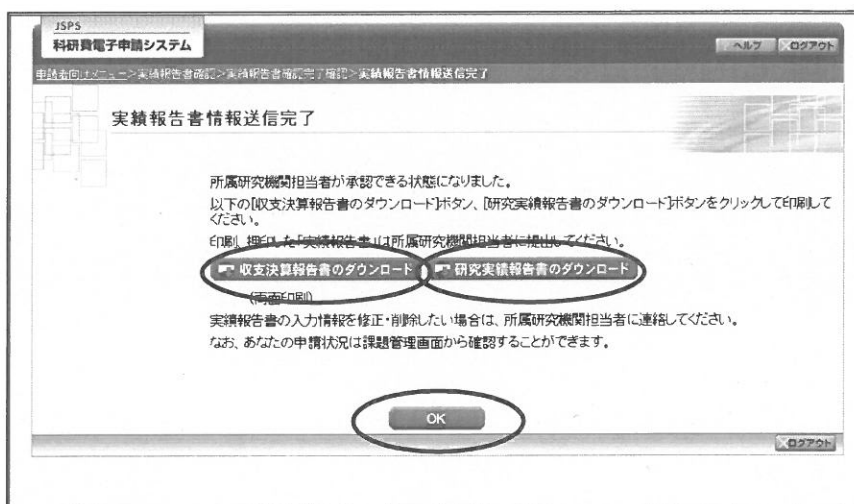 JSPS
科研費電子申請システム
ヘルプ ログアウト
申請者向けメニュー>実績報告書確認>実績報告書確認完了確認>実績報告書情報送信完了
実績報告書情報送信完了
所属研究機関担当者が承認できる状態になりました。
以下の[収支決算報告書のダウンロード]ボタン、[研究実績報告書のダウンロード]ボタンをクリックして印刷して
ください。
印刷、押印した「実績報告書」は所属研究機関担当者に提出してください。
収支決算報告書のダウンロード 研究実績報告書のダウンロード
(両面印刷)
実績報告書の入力情報を修正・削除したい場合は、所属研究機関担当者に連絡してください。
なお、あなたの申請状況は課題管理画面から確認することができます。
OK
ログアウト